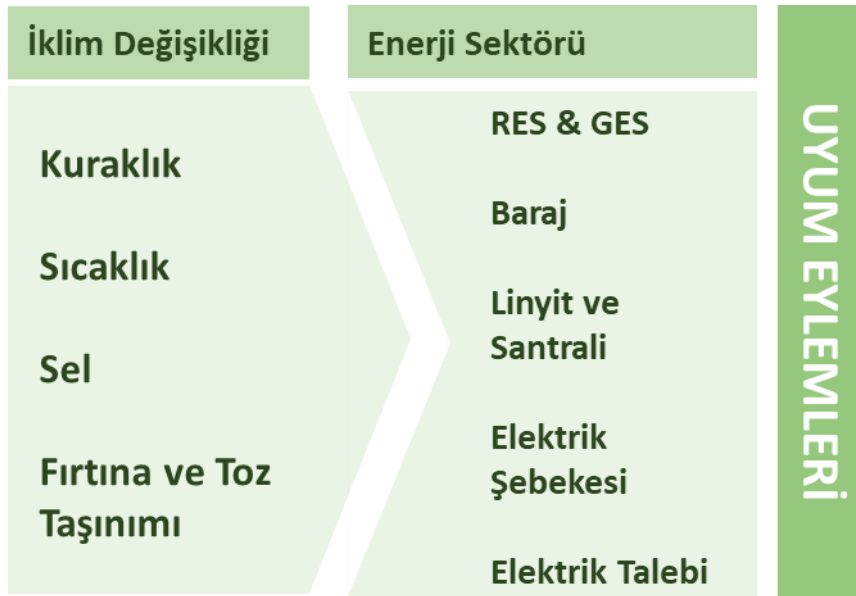 İklim Değişikliği
Kuraklık
Sıcaklık
Sel
Fırtına ve Toz
Taşınımı
Enerji Sektörü
RES & GES
Baraj
Linyit ve
Santrali
Elektrik
Şebekesi
Elektrik Talebi
UYUM EYLEMLERİ